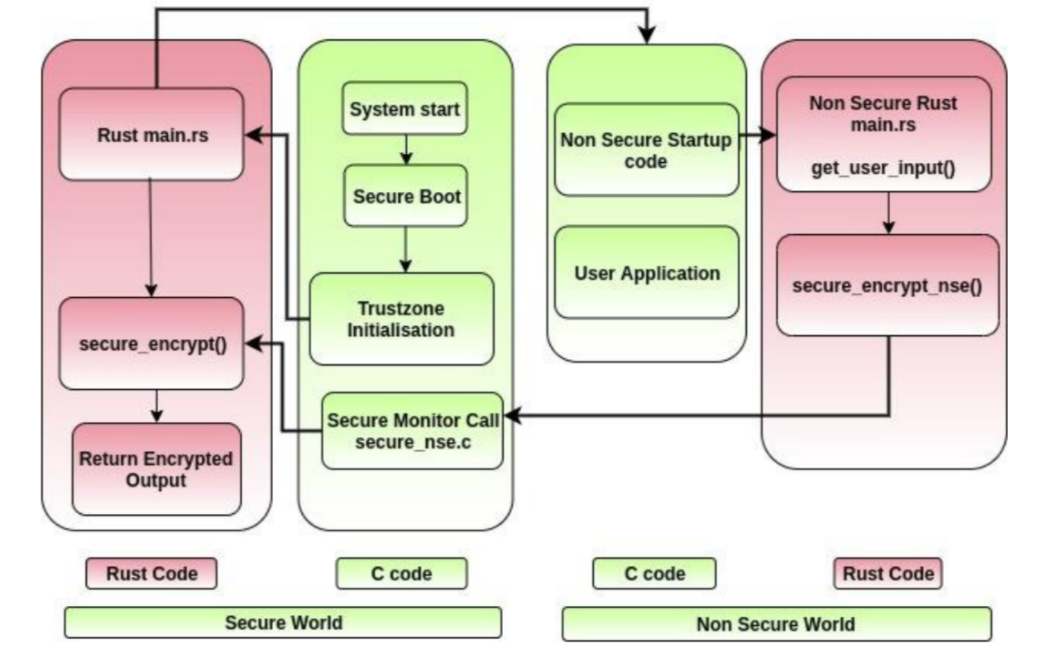 Rust main.rs
secure_encrypt()
Return Encrypted
Output
System start
Secure Boot
Trustzone
Initialisation
Secure Monitor Call
secure_nse.c
Non Secure Startup
code
User Application
Non Secure Rust
main.rs
get_user_input()
secure_encrypt_nse()
Rust Code
C code
C code
Rust Code
Secure World
Non Secure World